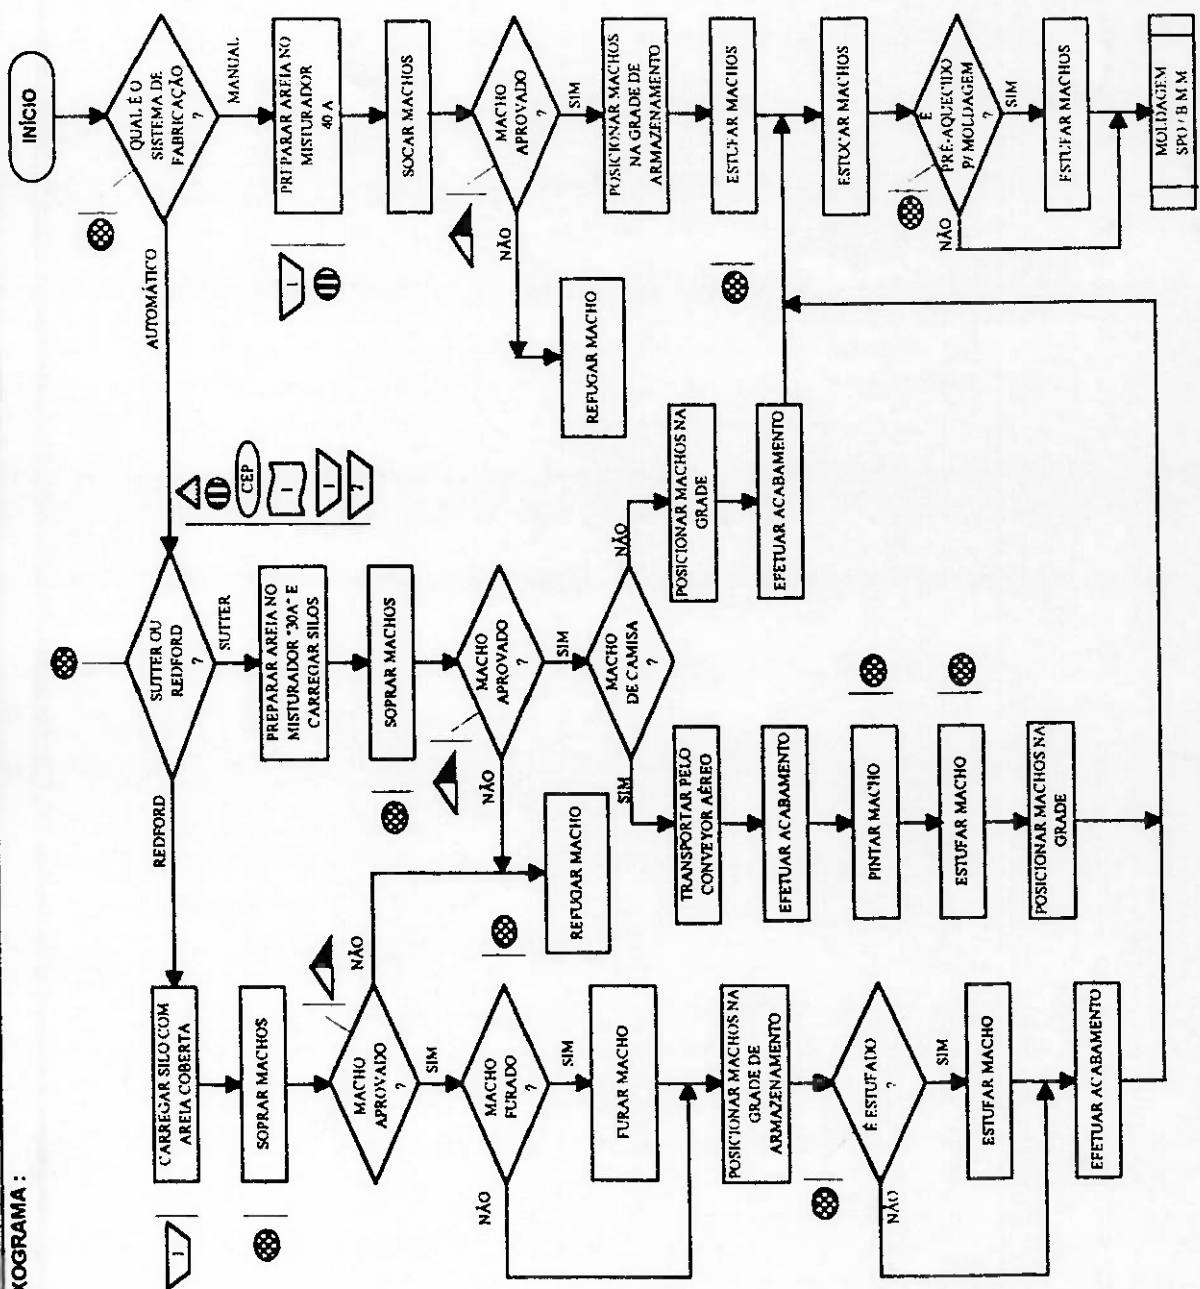 XOGRAMA :
INÍCIO
QUAL É O
SISTEMA DE
FABRICAÇÃO
?
MANUAL
AUTOMÁTICO
PREPARAR AREIA NO
MISTURADOR
40 A
1
SOCAR MACHOS
MACHO
APROVADO
?
SIM
NÃO
REFUGAR MACHO
POSICIONAR MACHOS
NA GRADE DE
ARMAZENAMENTO
ESTUFAR MACHOS
ESTOCAR MACHOS
É
PRÉ-AQUECIDO
P/ MOLDAGEM
?
SIM
NÃO
ESTUFAR MACHOS
MOLDAGEM
SPO / B M M
CEP
1
1
7
SUTTER OU
REDFORD
?
SUTTER
REDFORD
PREPARAR AREIA NO
MISTURADOR "30A" E
CARREGAR SILOS
SOPRAR MACHOS
MACHO
APROVADO
?
SIM
NÃO
REFUGAR MACHO
MACHO
DE CAMISA
?
NÃO
SIM
POSICIONAR MACHOS NA
GRADE
EFETUAR ACABAMENTO
TRANSPORTAR PELO
CONVEYOR AÉREO
EFETUAR ACABAMENTO
PINTAR MACHO
ESTUFAR MACHO
POSICIONAR MACHOS NA
GRADE
CARREGAR SILO COM
AREIA COBERTA
1
SOPRAR MACHOS
MACHO
APROVADO
?
NÃO
SIM
MACHO
FURADO
?
SIM
NÃO
FURAR MACHO
POSICIONAR MACHOS NA
GRADE DE
ARMAZENAMENTO
É ESTUFADO
?
SIM
NÃO
ESTUFAR MACHO
EFETUAR ACABAMENTO